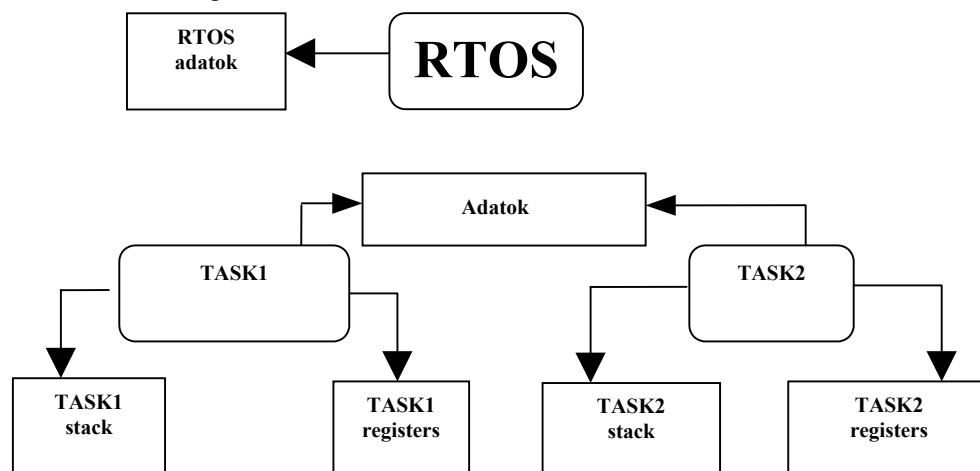 RTOS
adatok
RTOS
Adatok
TASK1
TASK2
TASK1
stack
TASK1
registers
TASK2
stack
TASK2
registers